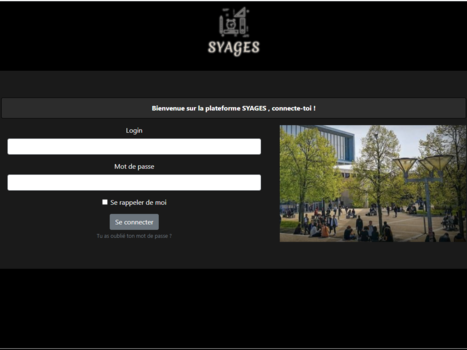 SYAGES
Bienvenue sur la plateforme SYAGES , connecte-toi !
Login
Mot de passe
Se rappeler de moi
Se connecter
Tu as oublié ton mot de passe ?